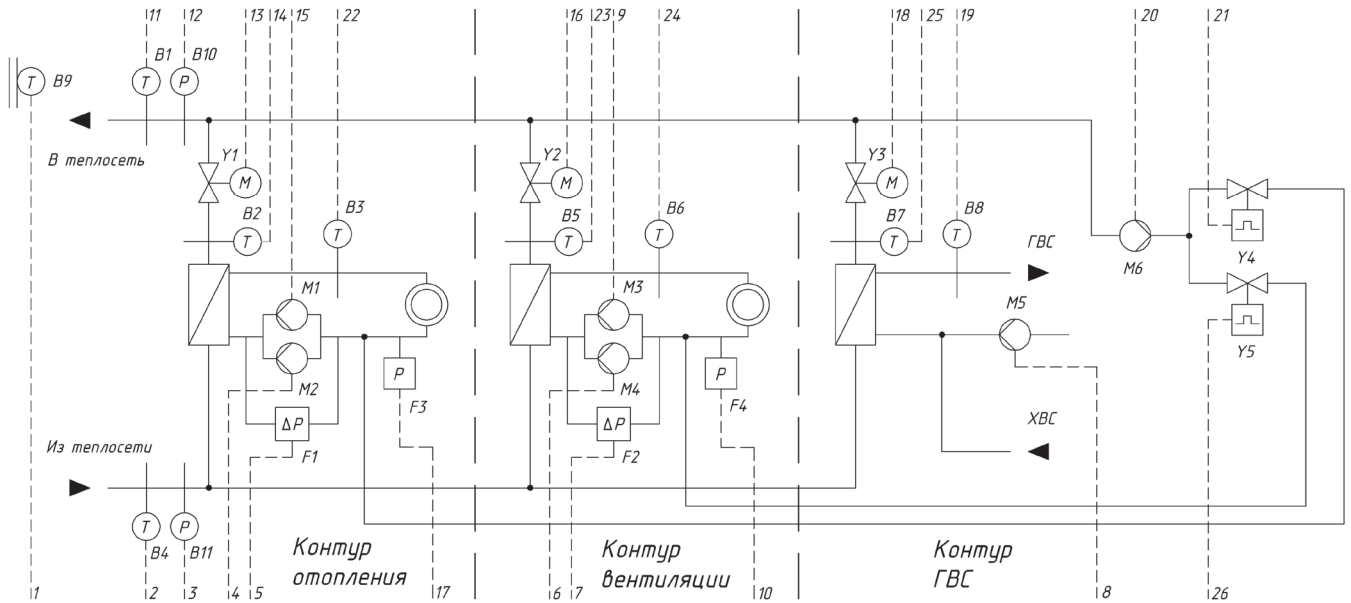 11 12 13 14 15 22 16 23 9 24 18 25 19 20 21
B9 B1 B10
T T P
В теплосеть
Y1 Y2 Y3
M M M
B2 B3 B5 B6 B7 B8
T T T T T T
ГВС
M6
Y4
M1 M3 M5
Y5
M2 P M4 P
F3 F4
ΔP ΔP
ХВС
Из теплосети
F1 F2
T P
B4 B11
Контур
отопления
Контур
вентиляции
Контур
ГВС
1 2 3 4 5 17 6 7 10 8 26